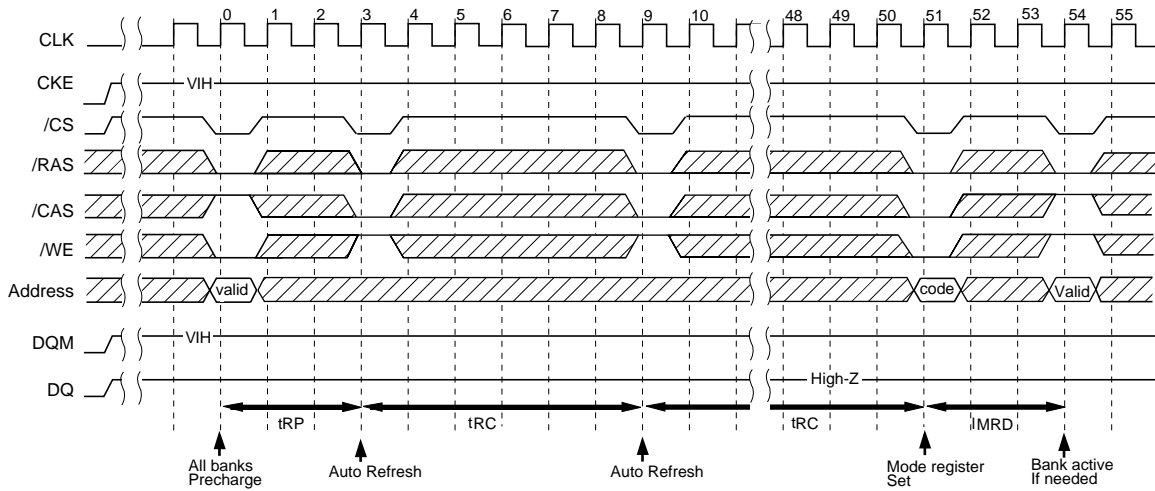 0 1 2 3 4 5 6 7 8 9 10 48 49 50 51 52 53 54 55
CLK
CKE VIH
/CS
/RAS
/CAS
/WE
Address valid code Valid
DQM VIH
DQ High-Z
tRP tRC tRC lMRD
All banks
Precharge
Auto Refresh
Auto Refresh
Mode register
Set
Bank active
If needed